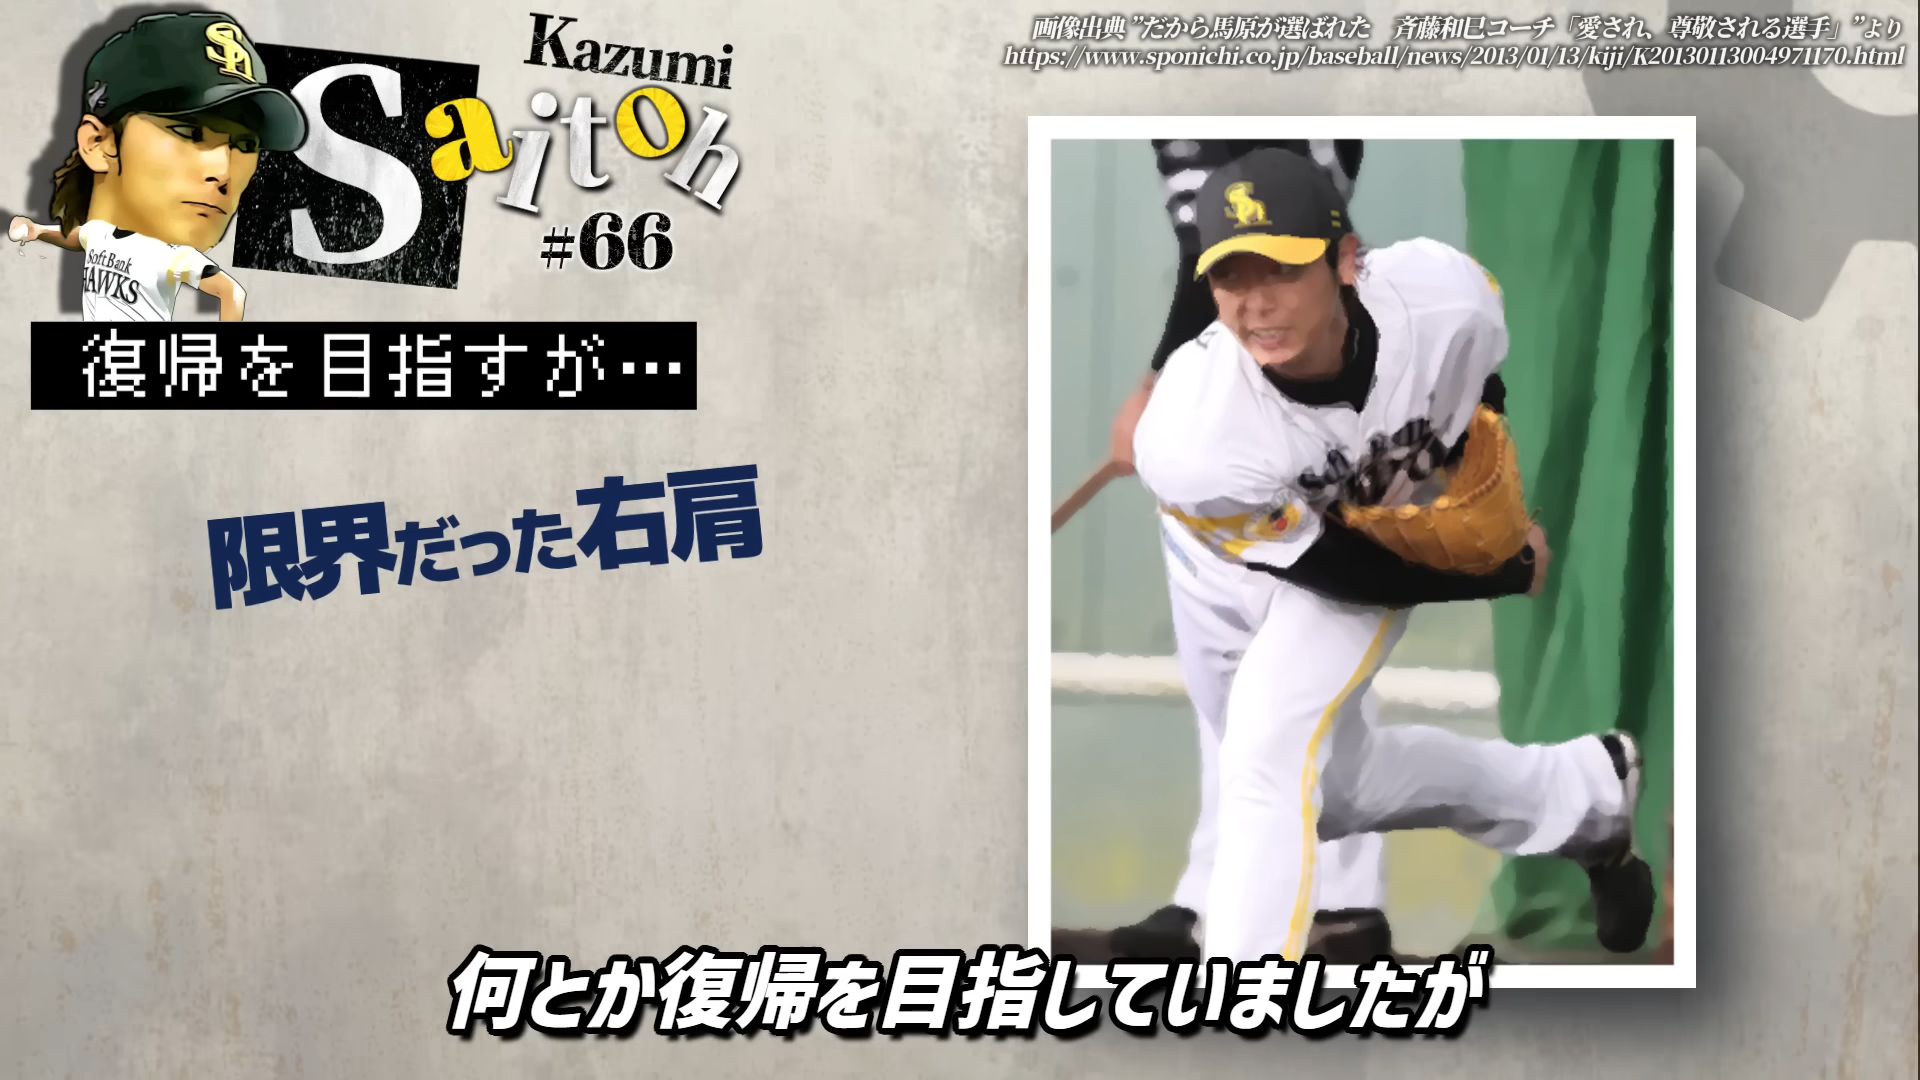 画像出典”だから馬原が選ばれた　斉藤和巳コーチ「愛され、尊敬される選手」”より
https://www.sponichi.co.jp/baseball/news/2013/01/13/kiji/K20130113004971170.html
Kazumi
Saitoh
#66
SH
SoftBank
HAWKS
復帰を目指すが…
限界だった右肩
SH
何とか復帰を目指していましたが